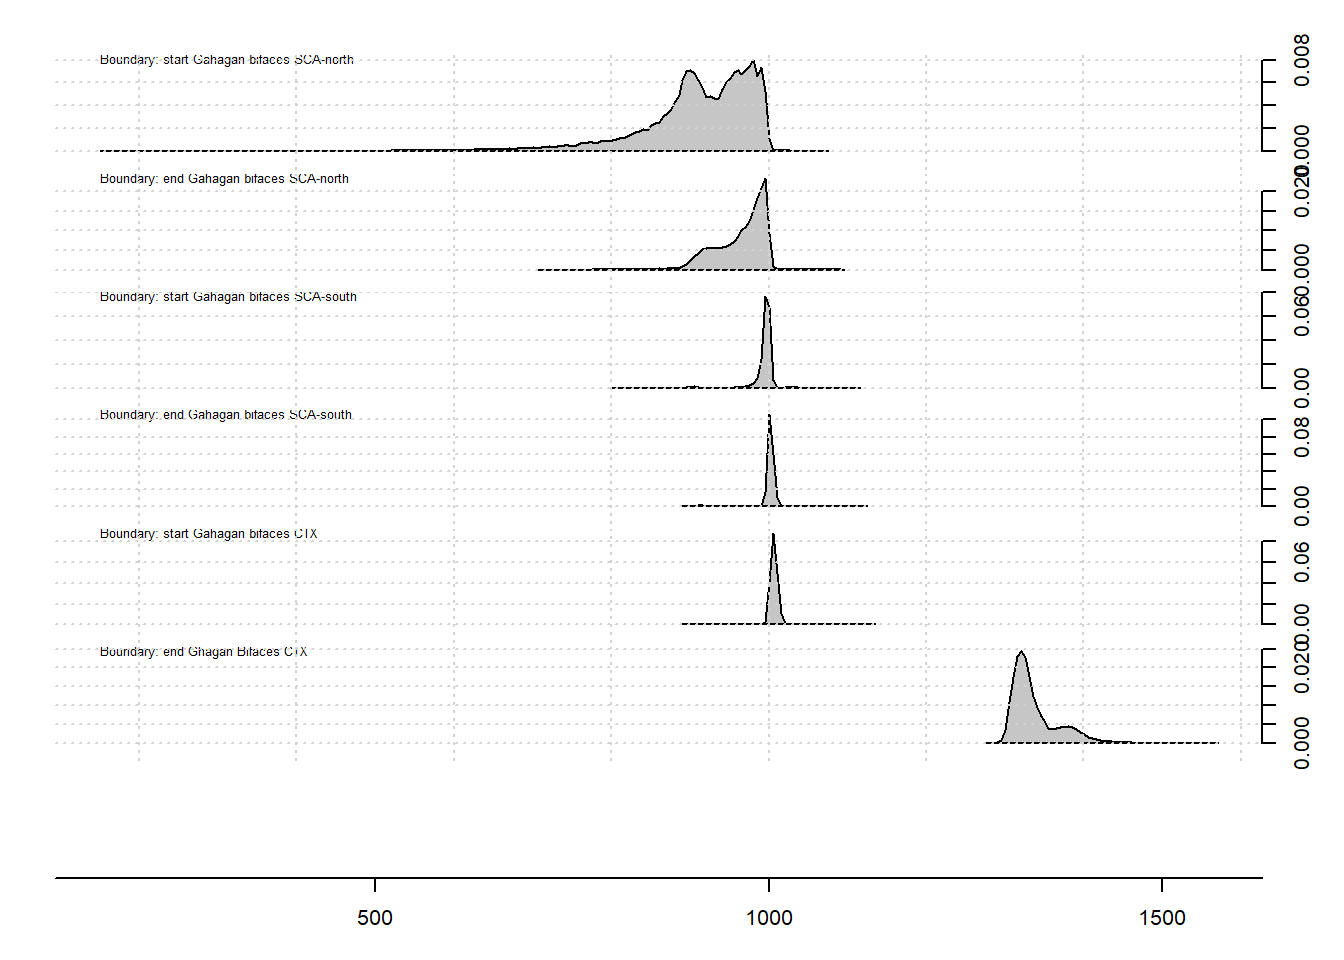 Boundary: start Gahagan bifaces SCA-north
0.000 0.008
Boundary: end Gahagan bifaces SCA-north
0.000 0.020
Boundary: start Gahagan bifaces SCA-south
0.00 0.06
Boundary: end Gahagan bifaces SCA-south
0.00 0.08
Boundary: start Gahagan bifaces CTX
0.00 0.06
Boundary: end Ghagan Bifaces CTX
0.000 0.020
500 1000 1500